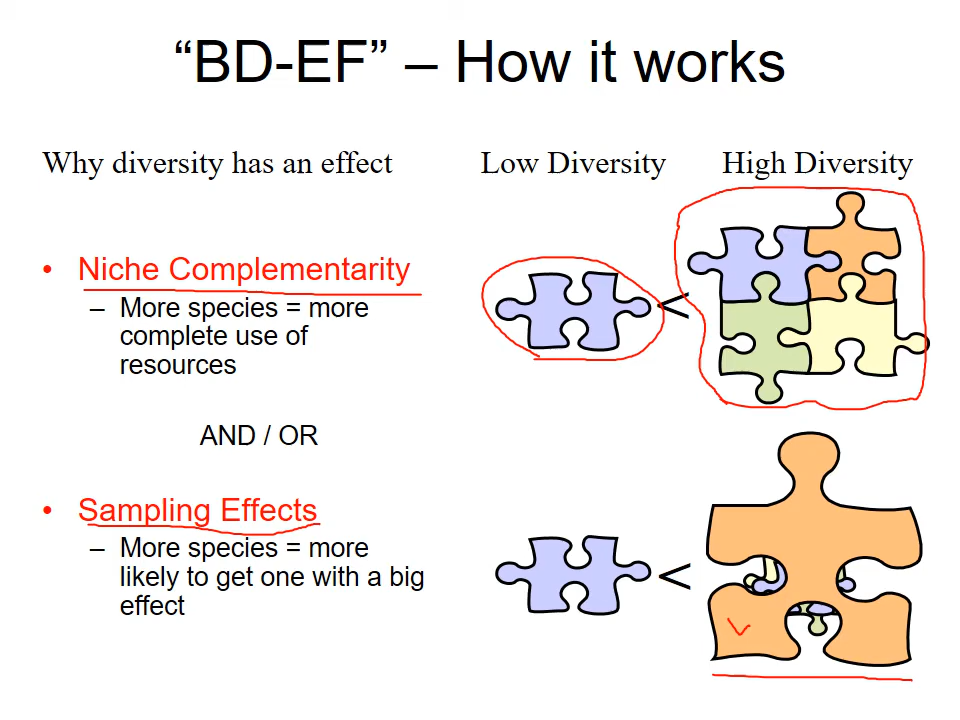 “BD-EF” – How it works
Why diversity has an effect
Low Diversity
High Diversity
• Niche Complementarity
– More species = more
complete use of
resources
<
AND / OR
• Sampling Effects
– More species = more
likely to get one with a big
effect
<